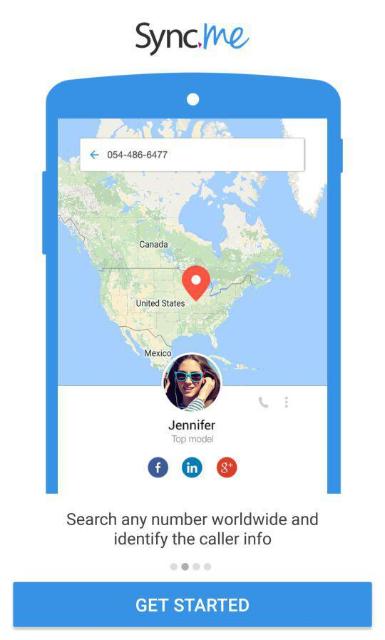 Sync.Me
054-486-6477
Canada
United States
Mexico
Jennifer
Top model
f
in
g+
Search any number worldwide and
identify the caller info
GET STARTED